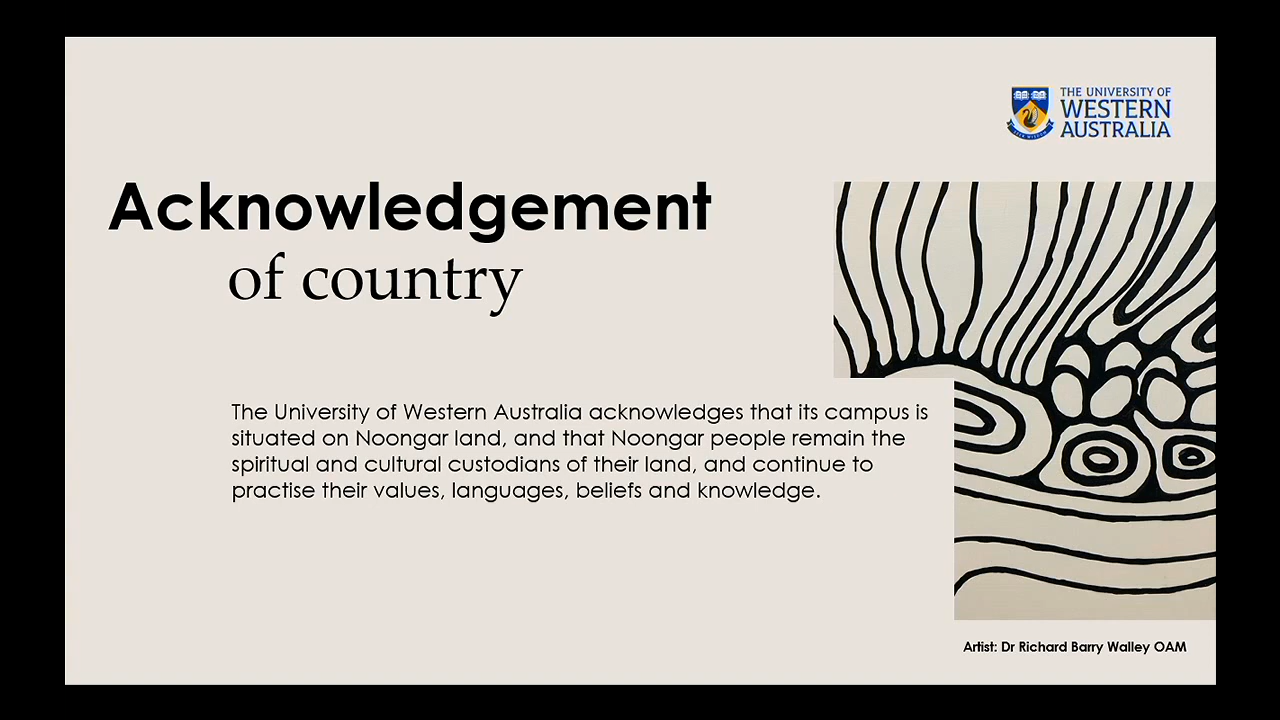 THE UNIVERSITY OF
WESTERN
AUSTRALIA
Acknowledgement
of country
The University of Western Australia acknowledges that its campus is
situated on Noongar land, and that Noongar people remain the
spiritual and cultural custodians of their land, and continue to
practise their values, languages, beliefs and knowledge.
Artist: Dr Richard Barry Walley OAM